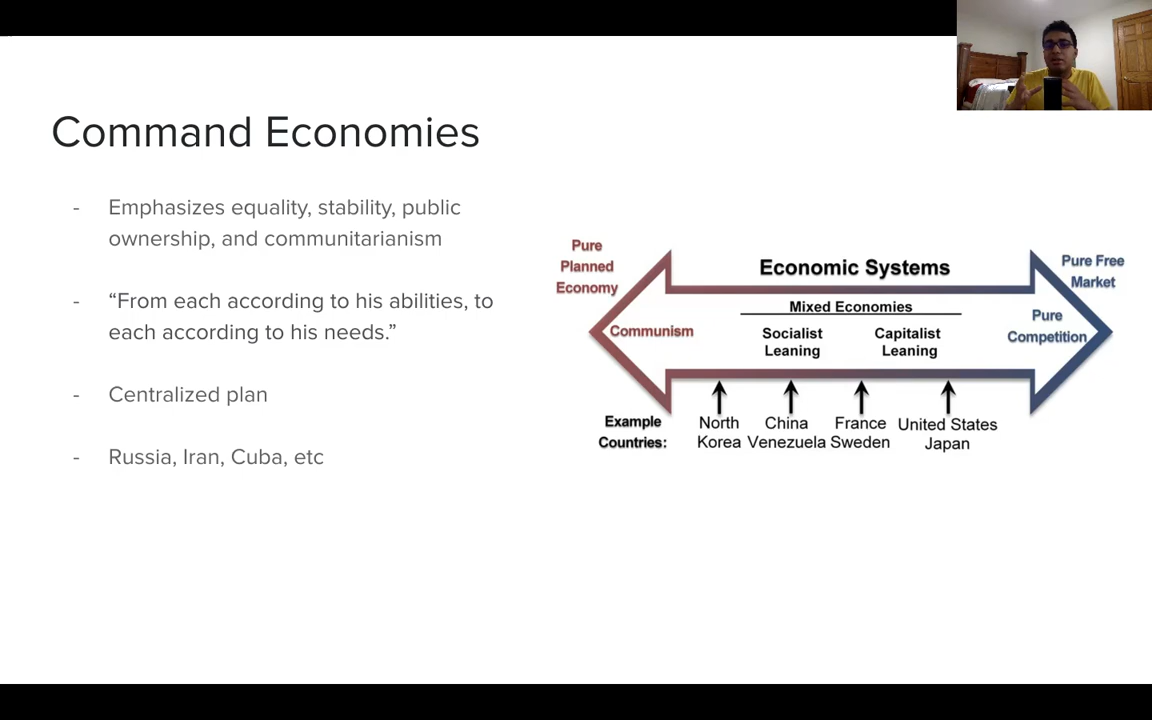 Command Economies
- Emphasizes equality, stability, public
ownership, and communitarianism
- “From each according to his abilities, to
each according to his needs.”
- Centralized plan
- Russia, Iran, Cuba, etc
Pure
Planned
Economy
Economic Systems
Pure Free
Market
Mixed Economies
Communism
Socialist
Leaning
Capitalist
Leaning
Pure
Competition
Example
Countries:
North
Korea
China
Venezuela
France
Sweden
United States
Japan